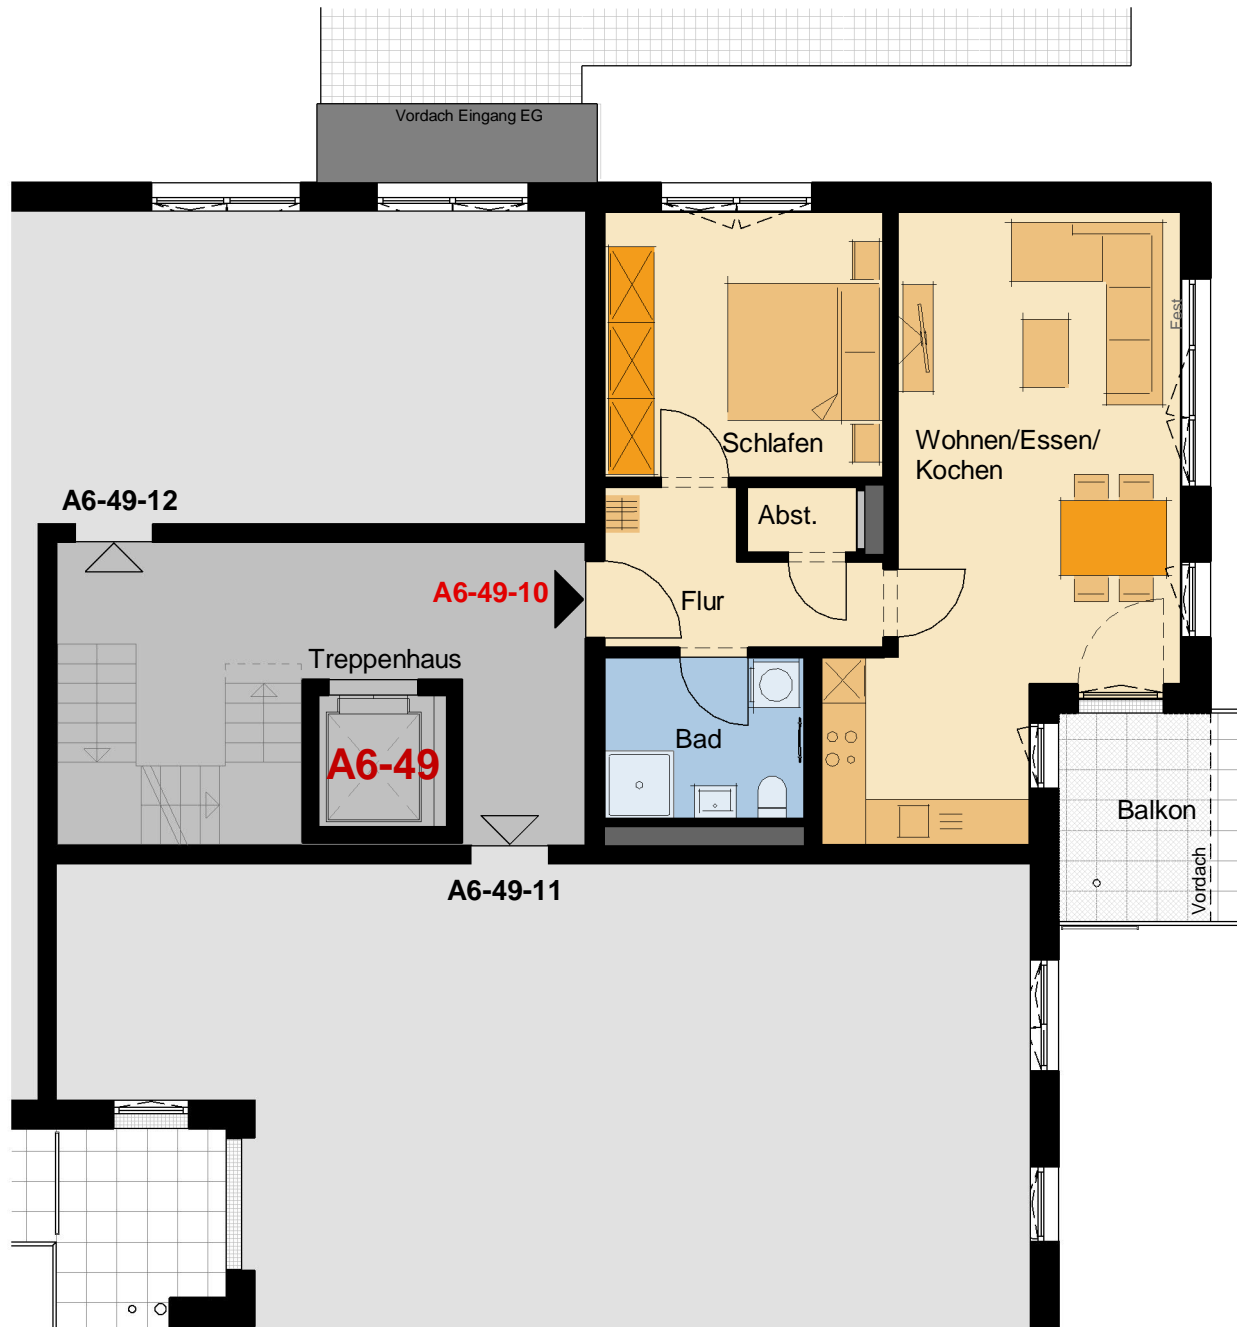 Vordach Eingang EG
Fest
Schlafen
Wohnen/Essen/
Kochen
A6-49-12
Abst.
A6-49-10
Flur
Treppenhaus
Bad
A6-49
Balkon
Vordach
A6-49-11